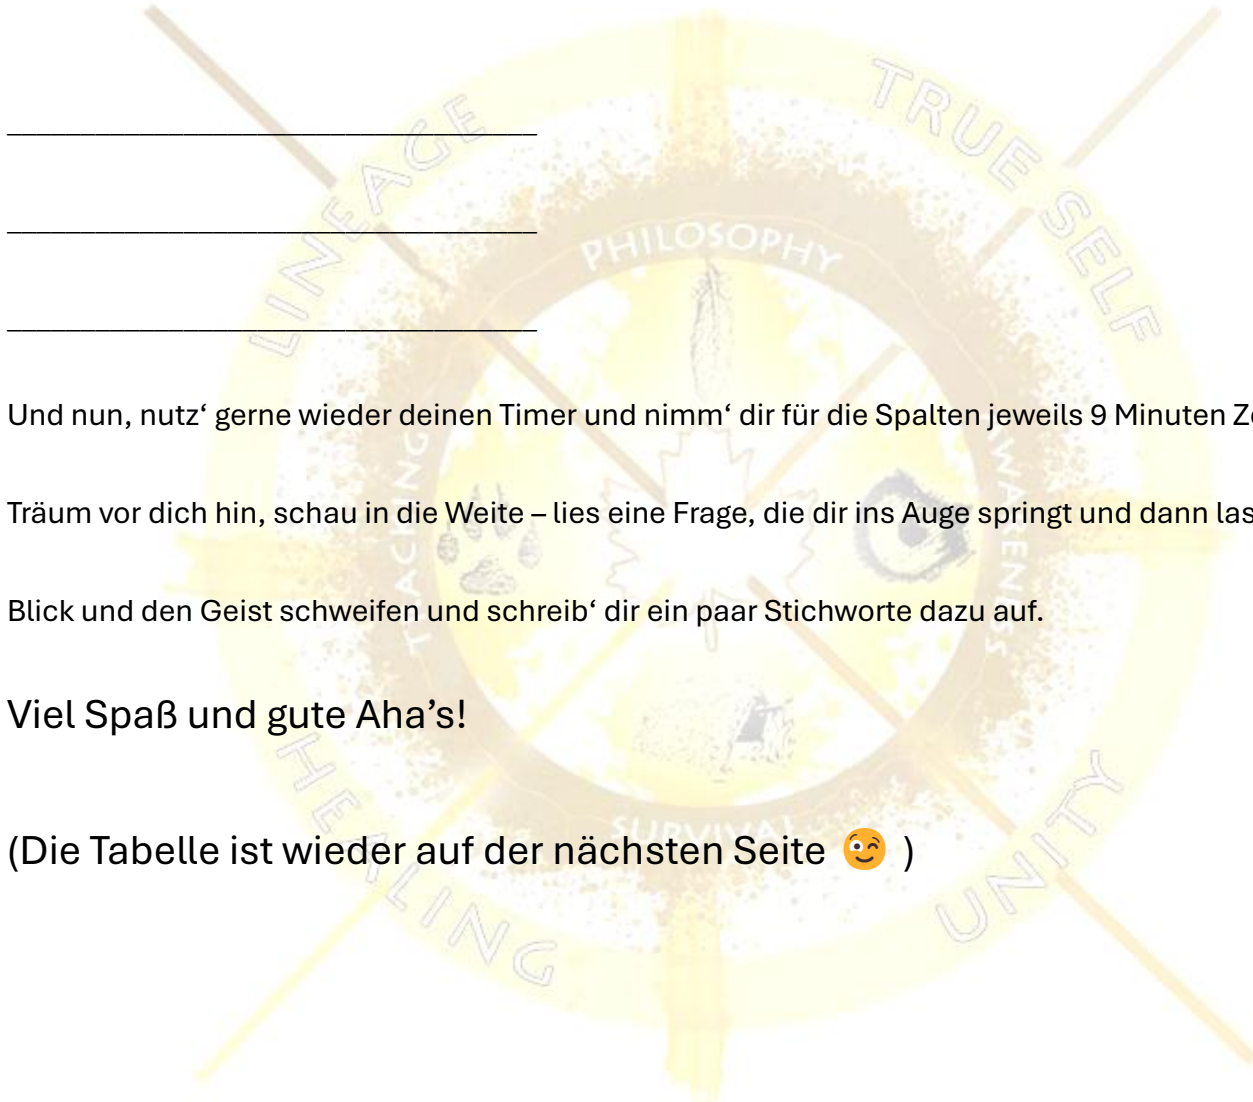 LINEAGE
TRUE SELF
PHILOSOPHY
Und nun, nutz‘ gerne wieder deinen Timer und nimm‘ dir für die Spalten jeweils 9 Minuten
TEACHING
AWARENESS
Träum vor dich hin, schau in die Weite – lies eine Frage, die dir ins Auge springt und dann
Blick und den Geist schweifen und schreib‘ dir ein paar Stichworte dazu auf.
Viel Spaß und gute Aha’s!
HEALING
SURVIVAL
UNITY
(Die Tabelle ist wieder auf der nächsten Seite 😉 )